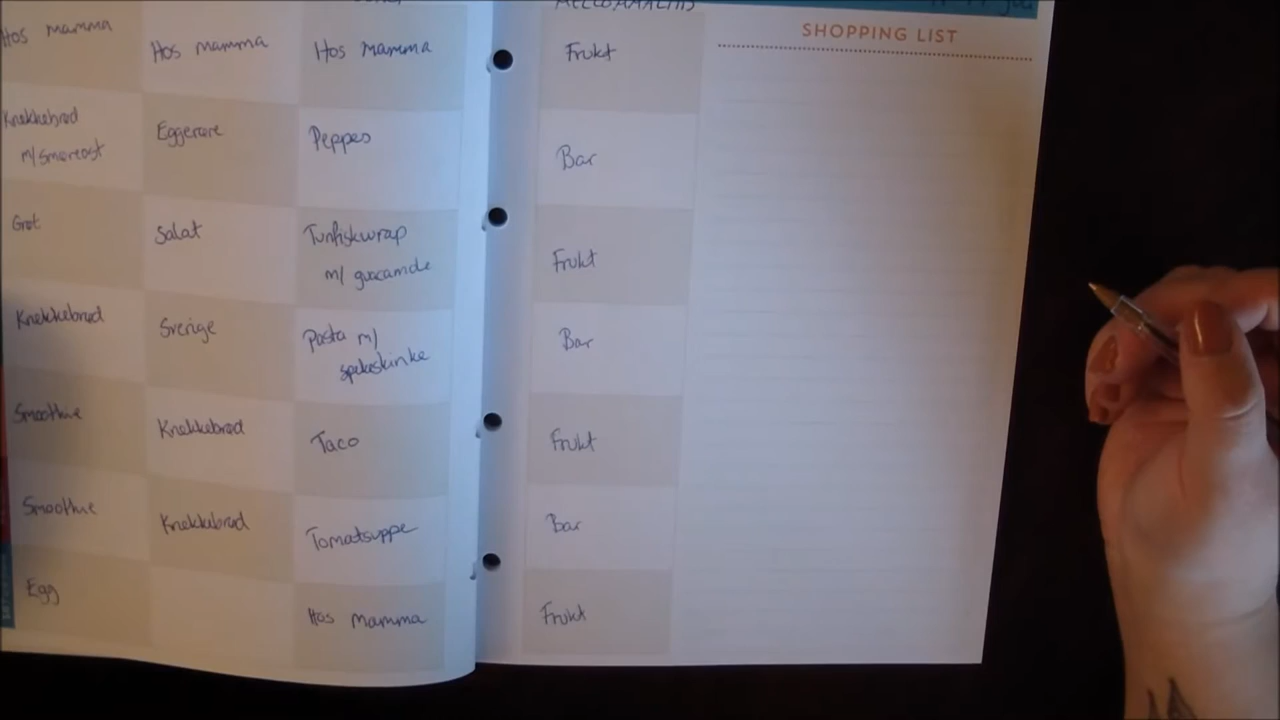 SHOPPING LIST
Hos mamma
Hos mamma
Hos mamma
Frukt
Knekkebrød
m/smøreost
Eggerøre
Peppes
Bar
Grøt
Salat
Tunfiskwrap
m/ guacamole
Frukt
Knekkebrød
Sverige
Pasta m/
spekeskinke
Bar
Smoothie
Knekkebrød
Taco
Frukt
Smoothie
Knekkebrød
Tomatsuppe
Bar
Egg
Hos mamma
Frukt